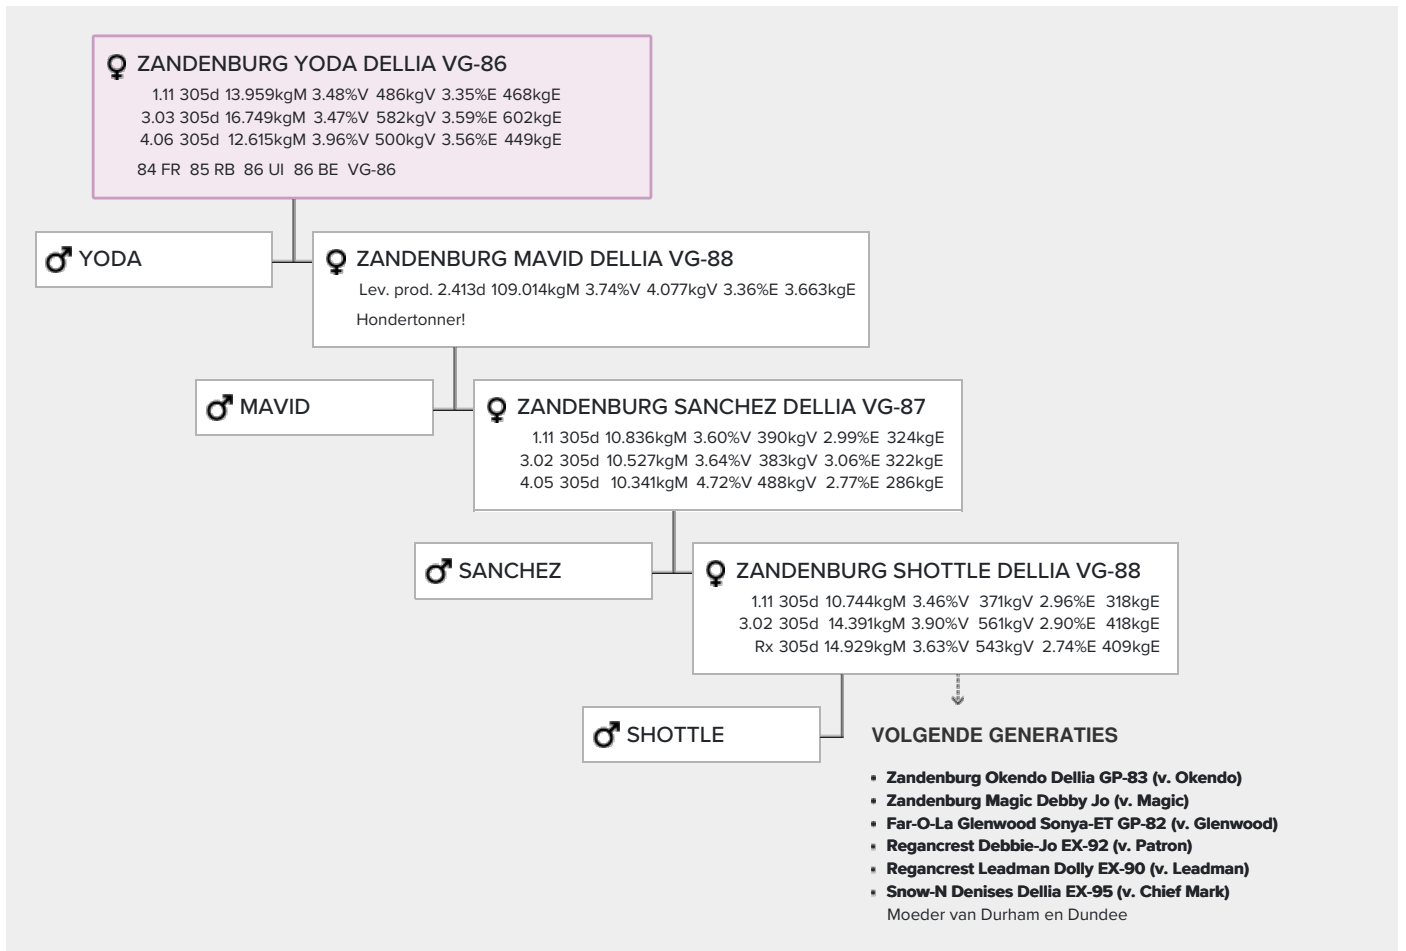 ZANDENBURG YODA DELLIA VG-86
1.11 305d 13.959kgM 3.48%V 486kgV 3.35%E 468kgE
3.03 305d 16.749kgM 3.47%V 582kgV 3.59%E 602kgE
4.06 305d 12.615kgM 3.96%V 500kgV 3.56%E 449kgE
84 FR 85 RB 86 UI 86 BE VG-86
YODA
ZANDENBURG MAVID DELLIA VG-88
Lev. prod. 2.413d 109.014kgM 3.74%V 4.077kgV 3.36%E 3.663kgE
Hondertonner!
MAVID
ZANDENBURG SANCHEZ DELLIA VG-87
1.11 305d 10.836kgM 3.60%V 390kgV 2.99%E 324kgE
3.02 305d 10.527kgM 3.64%V 383kgV 3.06%E 322kgE
4.05 305d 10.341kgM 4.72%V 488kgV 2.77%E 286kgE
SANCHEZ
ZANDENBURG SHOTTLE DELLIA VG-88
1.11 305d 10.744kgM 3.46%V 371kgV 2.96%E 318kgE
3.02 305d 14.391kgM 3.90%V 561kgV 2.90%E 418kgE
Rx 305d 14.929kgM 3.63%V 543kgV 2.74%E 409kgE
SHOTTLE
VOLGENDE GENERATIES
• Zandenburg Okendo Dellia GP-83 (v. Okendo)
• Zandenburg Magic Debby Jo (v. Magic)
• Far-O-La Glenwood Sonya-ET GP-82 (v. Glenwood)
• Regancrest Debbie-Jo EX-92 (v. Patron)
• Regancrest Leadman Dolly EX-90 (v. Leadman)
• Snow-N Denises Dellia EX-95 (v. Chief Mark)
Moeder van Durham en Dundee